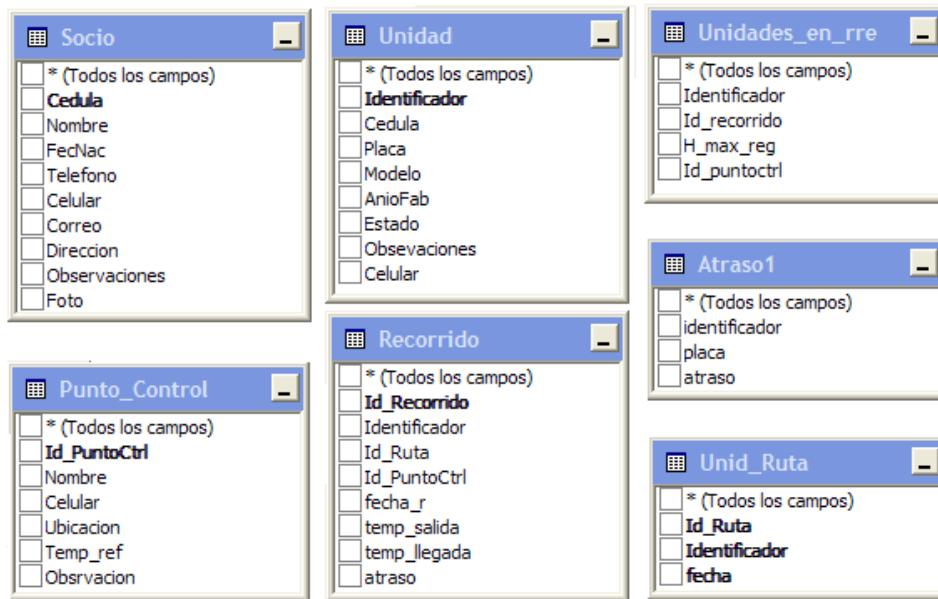 Socio
* (Todos los campos)
Cedula
Nombre
FecNac
Telefono
Celular
Correo
Direccion
Observaciones
Foto
Unidad
* (Todos los campos)
Identificador
Cedula
Placa
Modelo
AnioFab
Estado
Obsevaciones
Celular
Unidades_en_rre
* (Todos los campos)
Identificador
Id_recorrido
H_max_reg
Id_puntoctrl
Atraso1
* (Todos los campos)
identificador
placa
atraso
Punto_Control
* (Todos los campos)
Id_PuntoCtrl
Nombre
Celular
Ubicacion
Temp_ref
Obsrvacion
Recorrido
* (Todos los campos)
Id_Recorrido
Identificador
Id_Ruta
Id_PuntoCtrl
fecha_r
temp_salida
temp_llegada
atraso
Unid_Ruta
* (Todos los campos)
Id_Ruta
Identificador
fecha